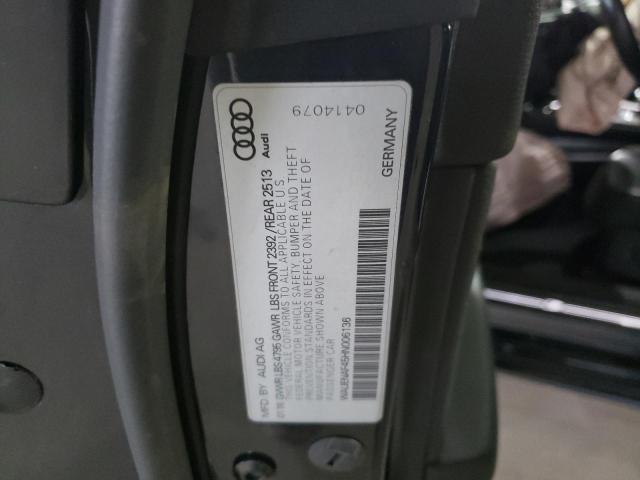 MFD BY AUDI AG
GVWR LBS 4795 GAWR LBS FRONT 2392 / REAR 2513
THIS VEHICLE CONFORMS TO ALL APPLICABLE U S
FEDERAL MOTOR VEHICLE SAFETY, BUMPER AND THEFT
PREVENTION STANDARDS IN EFFECT ON THE DATE OF
MANUFACTURE SHOWN ABOVE
PASSENGER CAR
WAUENAF45HN006136
GERMANY
Audi
0414079